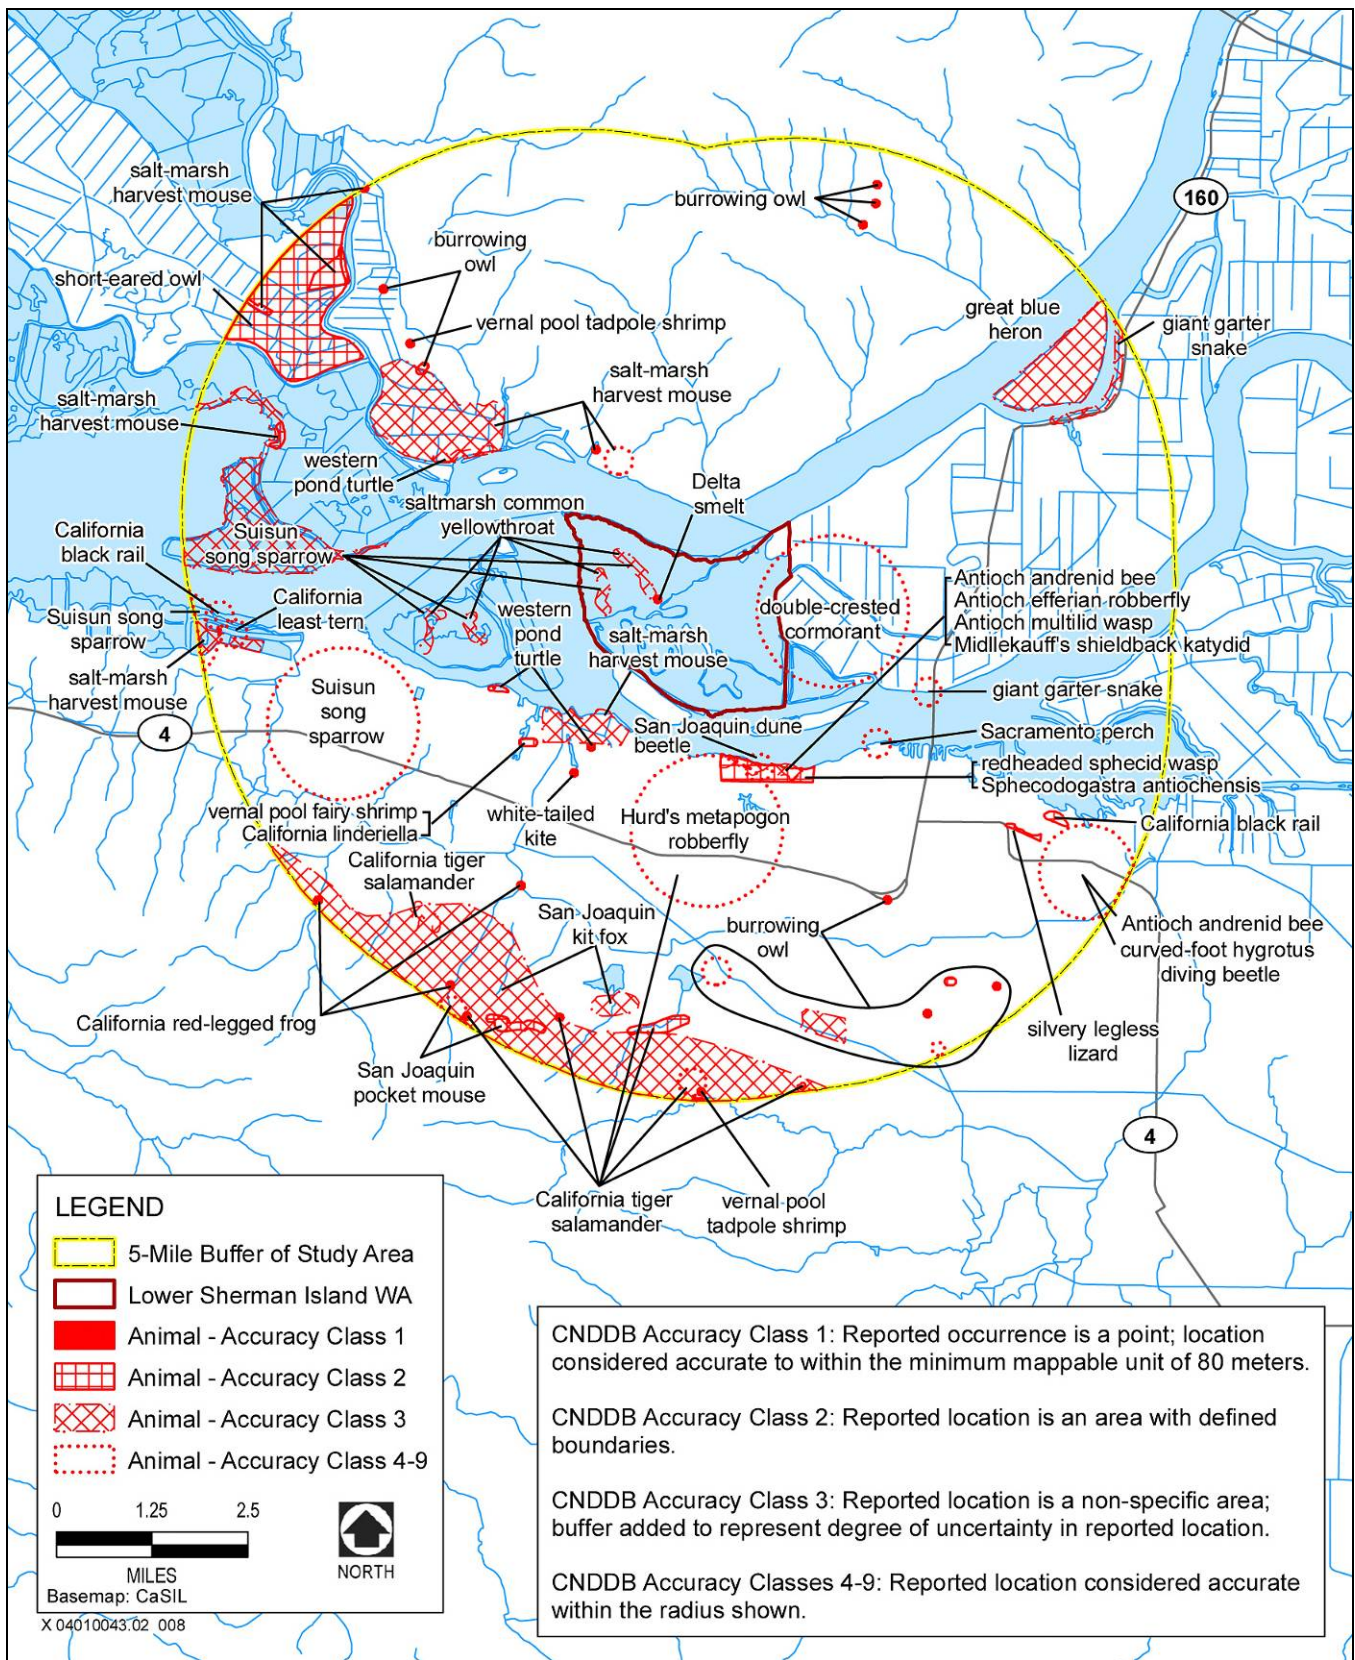 salt-marsh
harvest mouse
burrowing owl
160
burrowing
owl
short-eared owl
great blue
heron
giant garter
snake
vernal pool tadpole shrimp
salt-marsh
harvest mouse
salt-marsh
harvest mouse
western
pond turtle
Delta
smelt
saltmarsh common
yellowthroat
California
black rail
Suisun
song sparrow
Antioch andrenid bee
Antioch efferian robberfly
Antioch multilid wasp
Midllekauff's shieldback katydid
California
least tern
Suisun song
sparrow
western
pond
turtle
double-crested
cormorant
salt-marsh
harvest mouse
salt-marsh
harvest mouse
Suisun
song
sparrow
giant garter snake
4
San Joaquin dune
beetle
Sacramento perch
redheaded sphecid wasp
Sphecodogastra antiochensis
vernal pool fairy shrimp
California linderiella
white-tailed
kite
Hurd's metapogon
robberfly
California black rail
California tiger
salamander
San Joaquin
kit fox
burrowing
owl
Antioch andrenid bee
curved-foot hygrotus
diving beetle
California red-legged frog
silvery legless
lizard
San Joaquin
pocket mouse
4
California tiger
salamander
vernal pool
tadpole shrimp
LEGEND
5-Mile Buffer of Study Area
Lower Sherman Island WA
Animal - Accuracy Class 1
Animal - Accuracy Class 2
Animal - Accuracy Class 3
Animal - Accuracy Class 4-9
0 1.25 2.5
MILES
NORTH
Basemap: CaSIL
X 04010043.02 008
CNDDB Accuracy Class 1: Reported occurrence is a point; location
considered accurate to within the minimum mappable unit of 80 meters.
CNDDB Accuracy Class 2: Reported location is an area with defined
boundaries.
CNDDB Accuracy Class 3: Reported location is a non-specific area;
buffer added to represent degree of uncertainty in reported location.
CNDDB Accuracy Classes 4-9: Reported location considered accurate
within the radius shown.